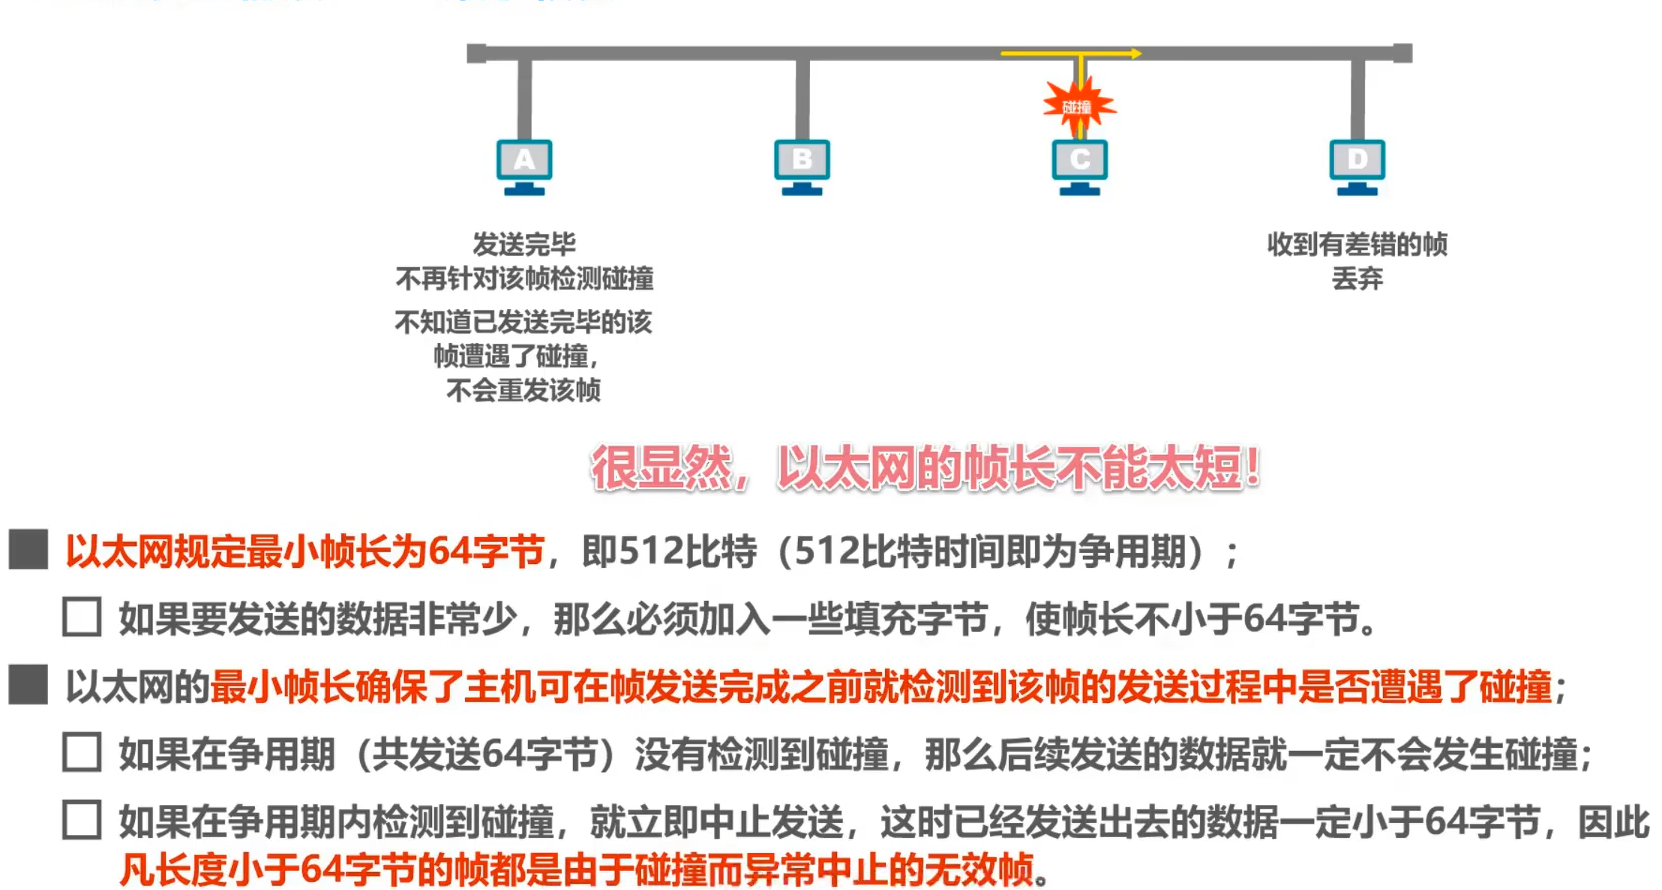 碰撞
A
B
C
D
发送完毕
不再针对该帧检测碰撞
不知道已发送完毕的该
帧遭遇了碰撞，
不会重发该帧
收到有差错的帧
丢弃
很显然，以太网的帧长不能太短！
以太网规定最小帧长为64字节，即512比特（512比特时间即为争用期）；
如果要发送的数据非常少，那么必须加入一些填充字节，使帧长不小于64字节。
以太网的最小帧长确保了主机可在帧发送完成之前就检测到该帧的发送过程中是否遭遇了碰撞；
如果在争用期（共发送64字节）没有检测到碰撞，那么后续发送的数据就一定不会发生碰撞；
如果在争用期内检测到碰撞，就立即中止发送，这时已经发送出去的数据一定小于64字节，因此
凡长度小于64字节的帧都是由于碰撞而异常中止的无效帧。